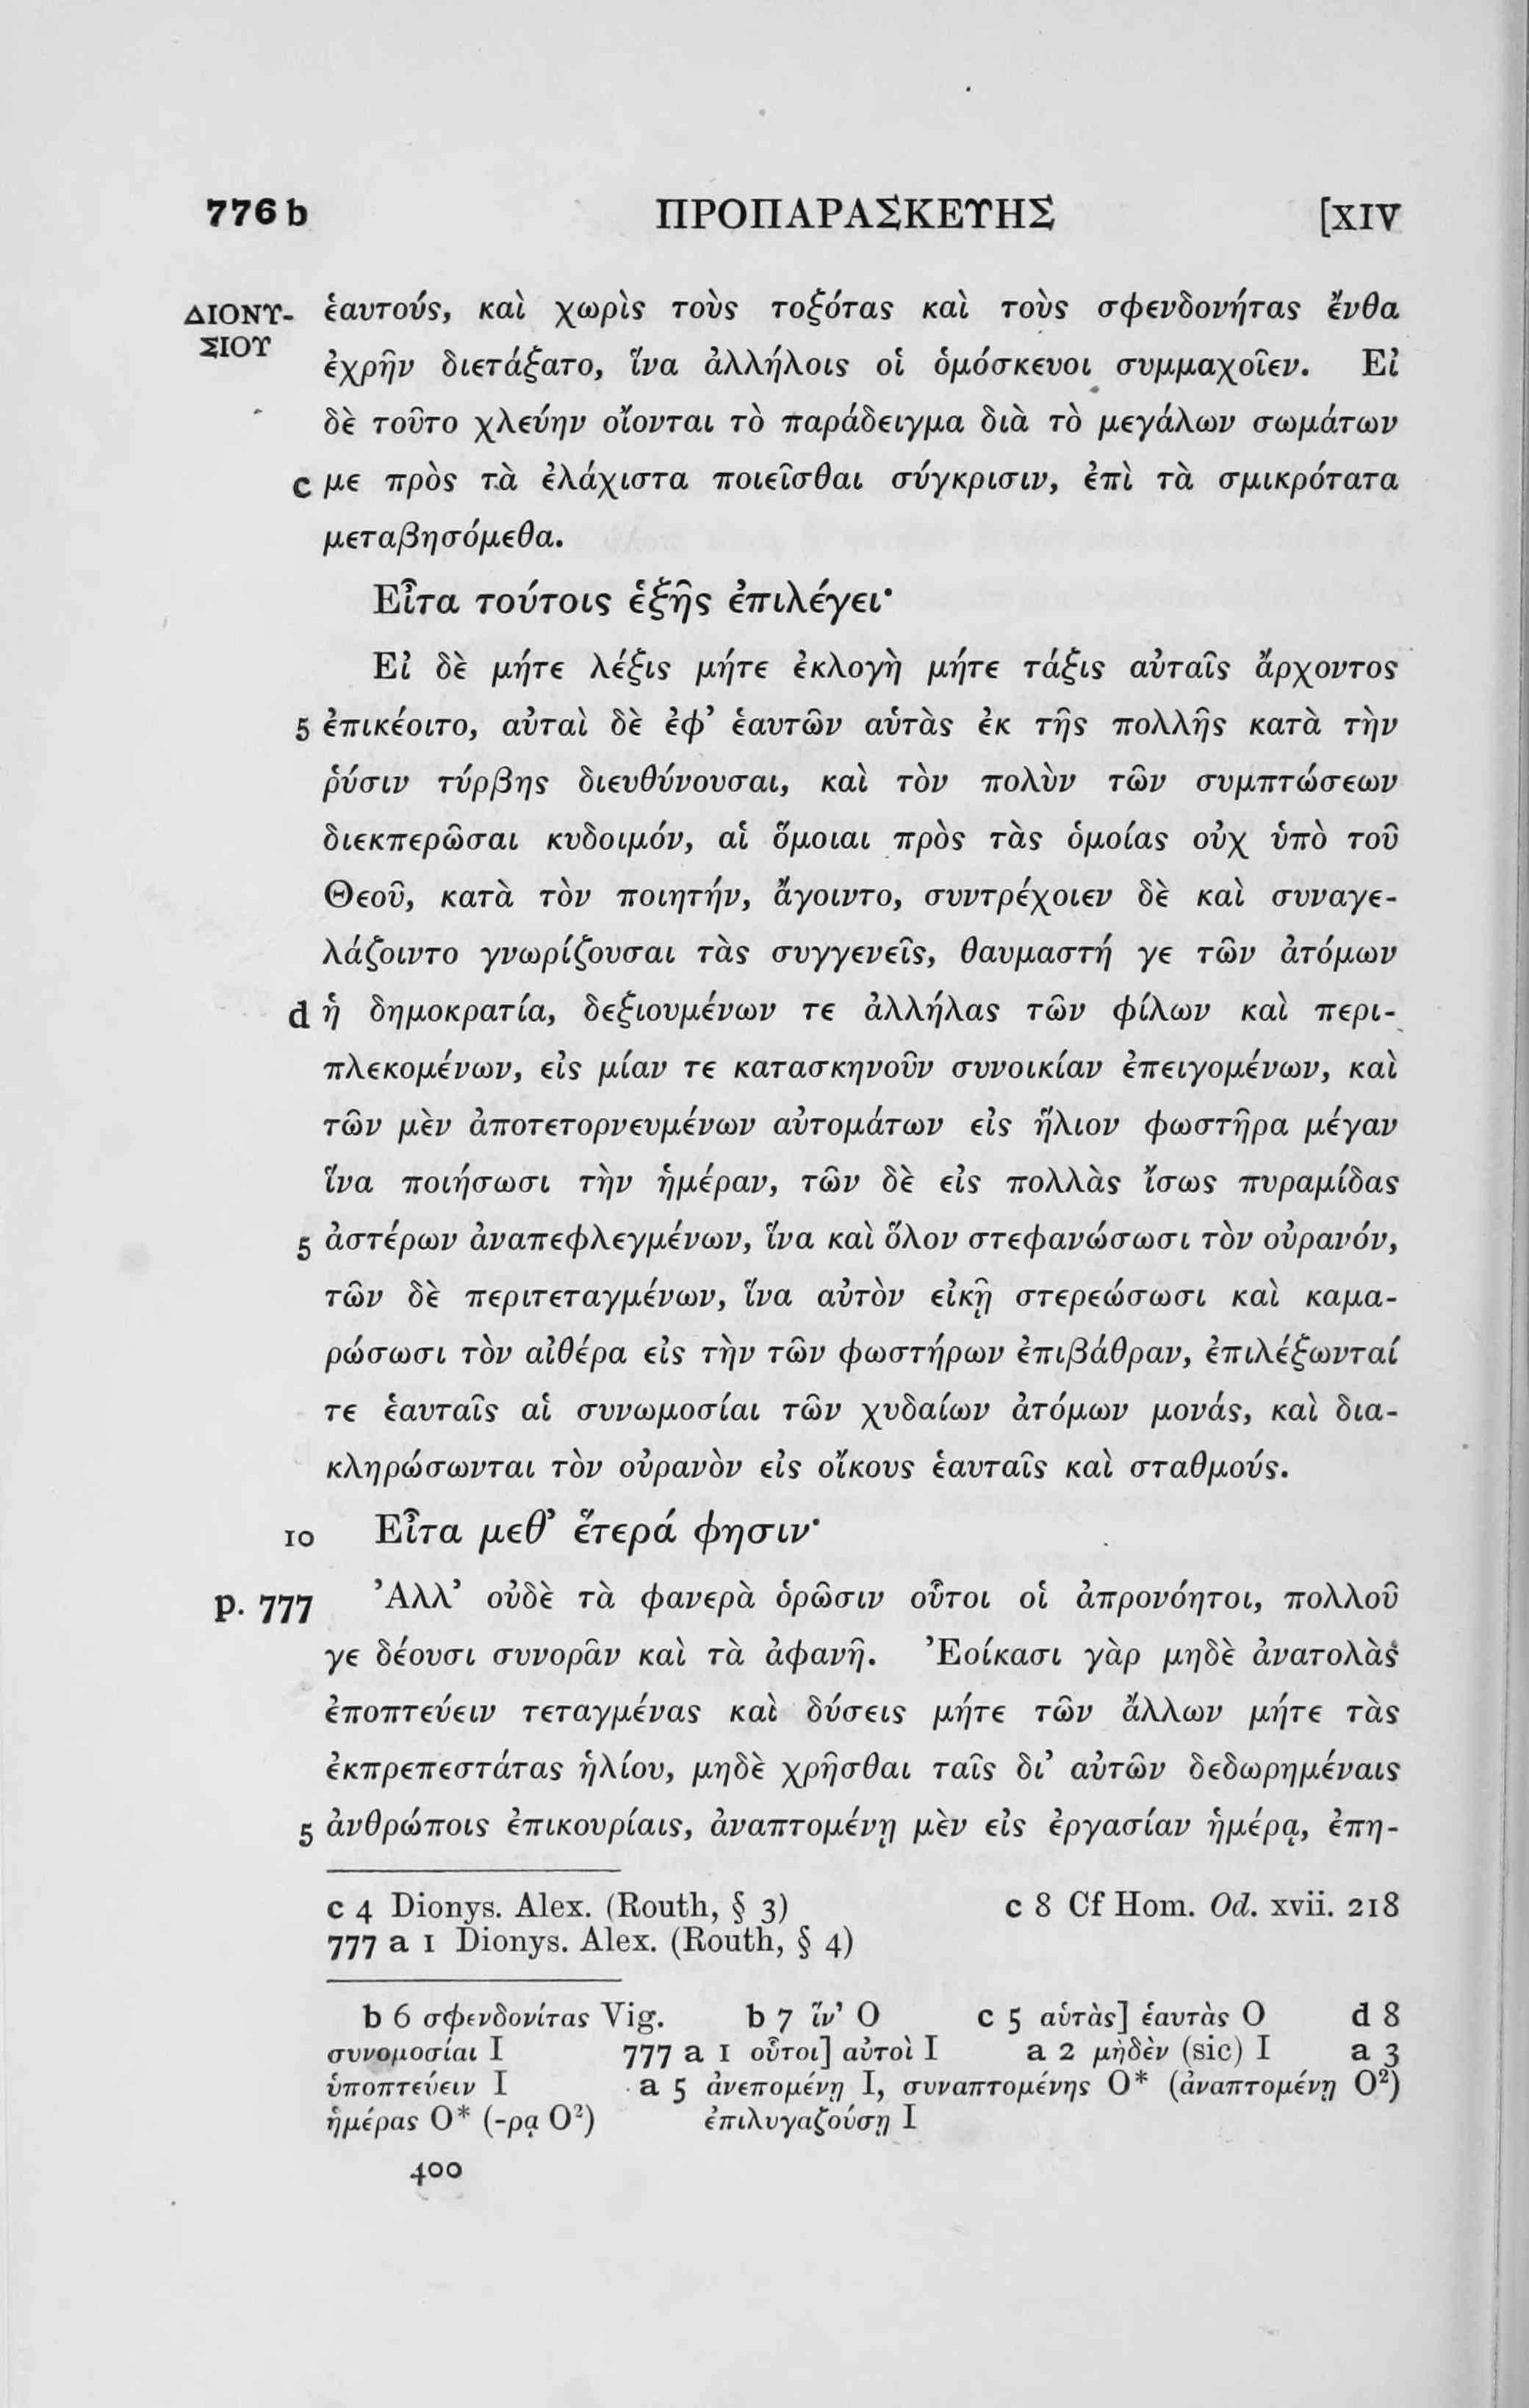 776 b ΠΡΟΠΑΡΑΣΚΕΥΗΣ [XIV
ΔΙΟΝΥ- ἑαυτούς, καὶ χωρὶς τοὺς τοξότας καὶ τοὺς σφενδονήτας ἔνθα
ΣΙΟΥ ἐχρῆν διετάξατο, ἵνα ἀλλήλοις οἱ ὁμόσκευοι συμμαχοῖεν. Εἰ
δὲ τοῦτο χλεύην οἴονται τὸ παράδειγμα διὰ τὸ μεγάλων σωμάτων
c με πρὸς τὰ ἐλάχιστα ποιεῖσθαι σύγκρισιν, ἐπὶ τὰ σμικρότατα
μεταβησόμεθα.
Εἶτα τούτοις ἑξῆς ἐπιλέγει·
Εἰ δὲ μήτε λέξις μήτε ἐκλογὴ μήτε τάξις αὐταῖς ἄρχοντος
5 ἐπικέοιτο, αὐταὶ δὲ ἐφ’ ἑαυτῶν αὑτὰς ἐκ τῆς πολλῆς κατὰ τὴν
ῥύσιν τύρβης διευθύνουσαι, καὶ τὸν πολὺν τῶν συμπτώσεων
διεκπερῶσαι κυδοιμόν, αἱ ὅμοιαι πρὸς τὰς ὁμοίας οὐχ ὑπὸ τοῦ
Θεοῦ, κατὰ τὸν ποιητήν, ἄγοιντο, συντρέχοιεν δὲ καὶ συναγε-
λάζοιντο γνωρίζουσαι τὰς συγγενεῖς, θαυμαστή γε τῶν ἀτόμων
d ἡ δημοκρατία, δεξιουμένων τε ἀλλήλας τῶν φίλων καὶ περι-
πλεκομένων, εἰς μίαν τε κατασκηνοῦν συνοικίαν ἐπειγομένων, καὶ
τῶν μὲν ἀποτετορνευμένων αὐτομάτων εἰς ἥλιον φωστῆρα μέγαν
ἵνα ποιήσωσι τὴν ἡμέραν, τῶν δὲ εἰς πολλὰς ἴσως πυραμίδας
5 ἀστέρων ἀναπεφλεγμένων, ἵνα καὶ ὅλον στεφανώσωσι τὸν οὐρανόν,
τῶν δὲ περιτεταγμένων, ἵνα αὐτὸν εἰκῇ στερεώσωσι καὶ καμα-
ρώσωσι τὸν αἰθέρα εἰς τὴν τῶν φωστήρων ἐπιβάθραν, ἐπιλέξωνταί
τε ἑαυταῖς αἱ συνωμοσίαι τῶν χυδαίων ἀτόμων μονάς, καὶ δια-
κληρώσωνται τὸν οὐρανὸν εἰς οἴκους ἑαυταῖς καὶ σταθμούς.
10 Εἶτα μεθ’ ἕτερά φησιν·
p. 777 Ἀλλ’ οὐδὲ τὰ φανερὰ ὁρῶσιν οὗτοι οἱ ἀπρονόητοι, πολλοῦ
γε δέουσι συνορᾶν καὶ τὰ ἀφανῆ. Ἐοίκασι γὰρ μηδὲ ἀνατολὰς
ἐποπτεύειν τεταγμένας καὶ δύσεις μήτε τῶν ἄλλων μήτε τὰς
ἐκπρεπεστάτας ἡλίου, μηδὲ χρῆσθαι ταῖς δι’ αὐτῶν δεδωρημέναις
5 ἀνθρώποις ἐπικουρίαις, ἀναπτομένῃ μὲν εἰς ἐργασίαν ἡμέρᾳ, ἐπη-
c 4 Dionys. Alex. (Routh, § 3) c 8 Cf Hom. Od. xvii. 218
777 a 1 Dionys. Alex. (Routh, § 4)
b 6 σφενδονίτας Vig. b 7 ἵν’ O c 5 αὑτὰς] ἑαυτὰς O d 8
συνομοσίαι I 777 a 1 οὗτοι] αὐτοὶ I a 2 μὴδὲν (sic) I a 3
ὑποπτεύειν I a 5 ἀνεπομένῃ I, συναπτομένης O* (ἀναπτομένῃ O²)
ἡμέρας O* (-ρᾳ O²) ἐπιλυγαζούσῃ I
400